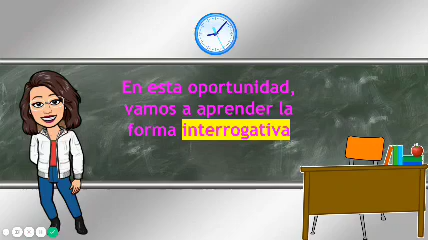 En esta oportunidad,
vamos a aprender la
forma interrogativa